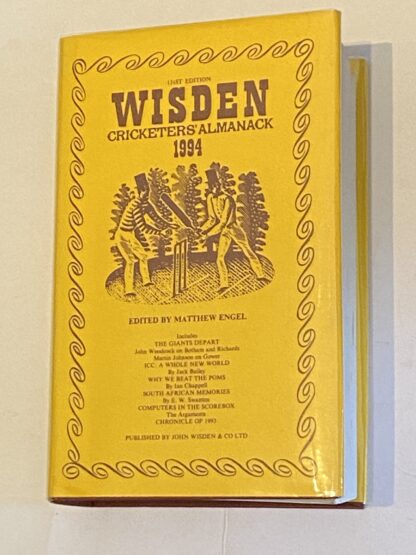 131ST EDITION
WISDEN
CRICKETERS' ALMANACK
1994
EDITED BY MATTHEW ENGEL
Includes
THE GIANTS DEPART
John Woodcock on Botham and Richards
Martin Johnson on Gower
ICC: A WHOLE NEW WORLD
By Jack Bailey
WHY WE BEAT THE POMS
By Ian Chappell
SOUTH AFRICAN MEMORIES
By E. W. Swanton
COMPUTERS IN THE SCOREBOX
The Arguments
CHRONICLE OF 1993
PUBLISHED BY JOHN WISDEN & CO LTD